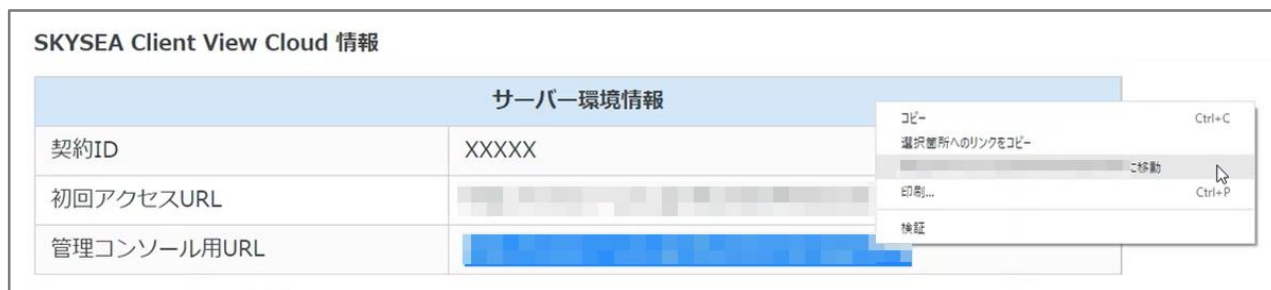 SKYSEA Client View Cloud 情報
サーバー環境情報
契約ID XXXXX
初回アクセスURL
管理コンソール用URL
コピー Ctrl+C
選択箇所へのリンクをコピー
に移動
印刷... Ctrl+P
検証